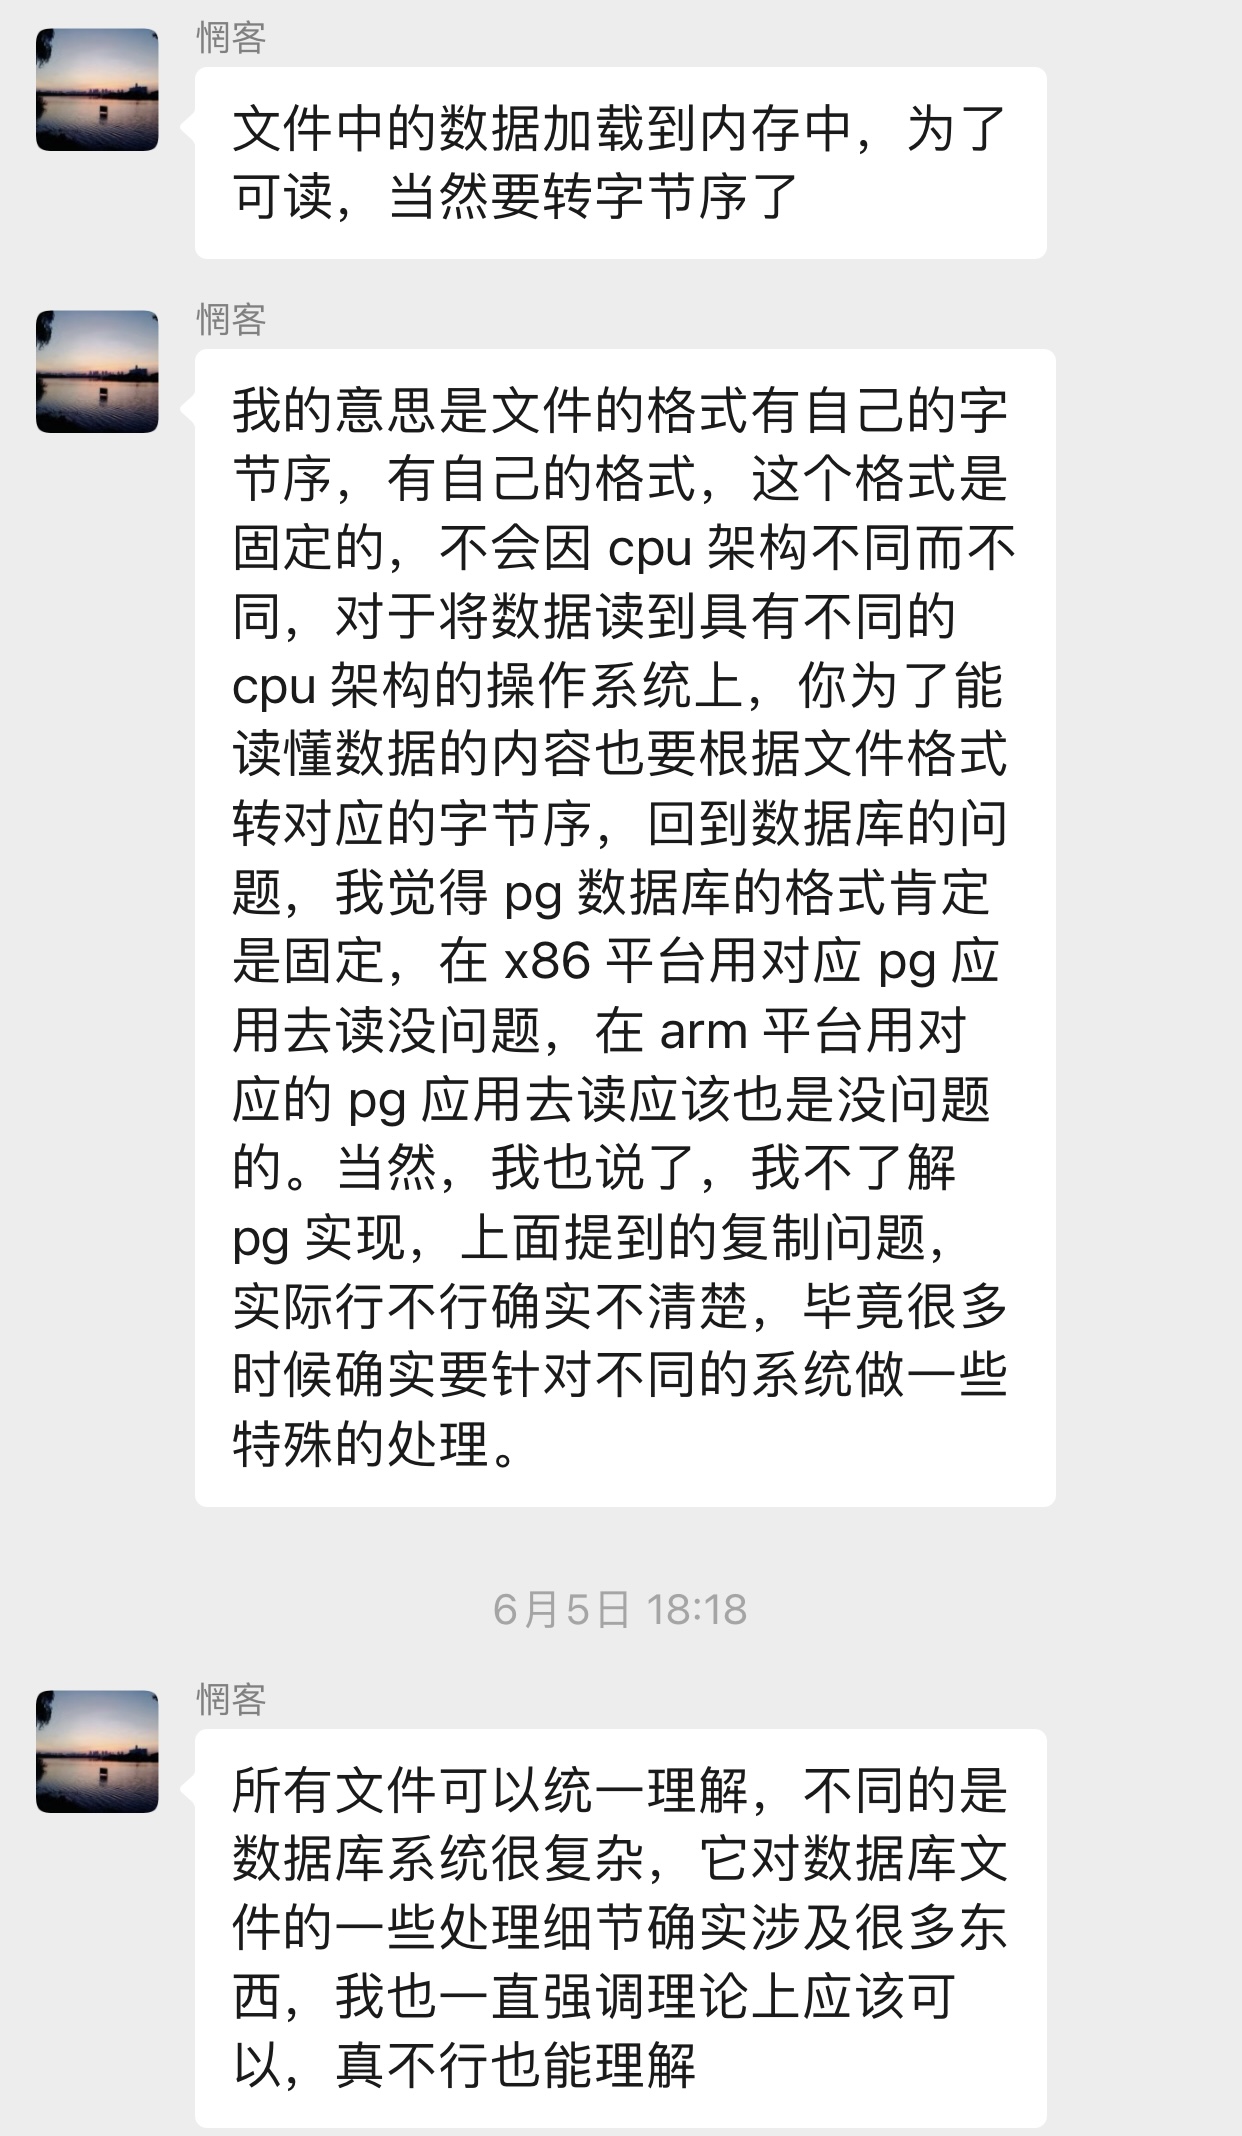 惘客
文件中的数据加载到内存中，为了
可读，当然要转字节序了
惘客
我的意思是文件的格式有自己的字
节序，有自己的格式，这个格式是
固定的，不会因 cpu 架构不同而不
同，对于将数据读到具有不同的
cpu 架构的操作系统上，你为了能
读懂数据的内容也要根据文件格式
转对应的字节序，回到数据库的问
题，我觉得 pg 数据库的格式肯定
是固定，在 x86 平台用对应 pg 应
用去读没问题，在 arm 平台用对
应的 pg 应用去读应该也是没问题
的。当然，我也说了，我不了解
pg 实现，上面提到的复制问题，
实际行不行确实不清楚，毕竟很多
时候确实要针对不同的系统做一些
特殊的处理。
6月5日 18:18
惘客
所有文件可以统一理解，不同的是
数据库系统很复杂，它对数据库文
件的一些处理细节确实涉及很多东
西，我也一直强调理论上应该可
以，真不行也能理解